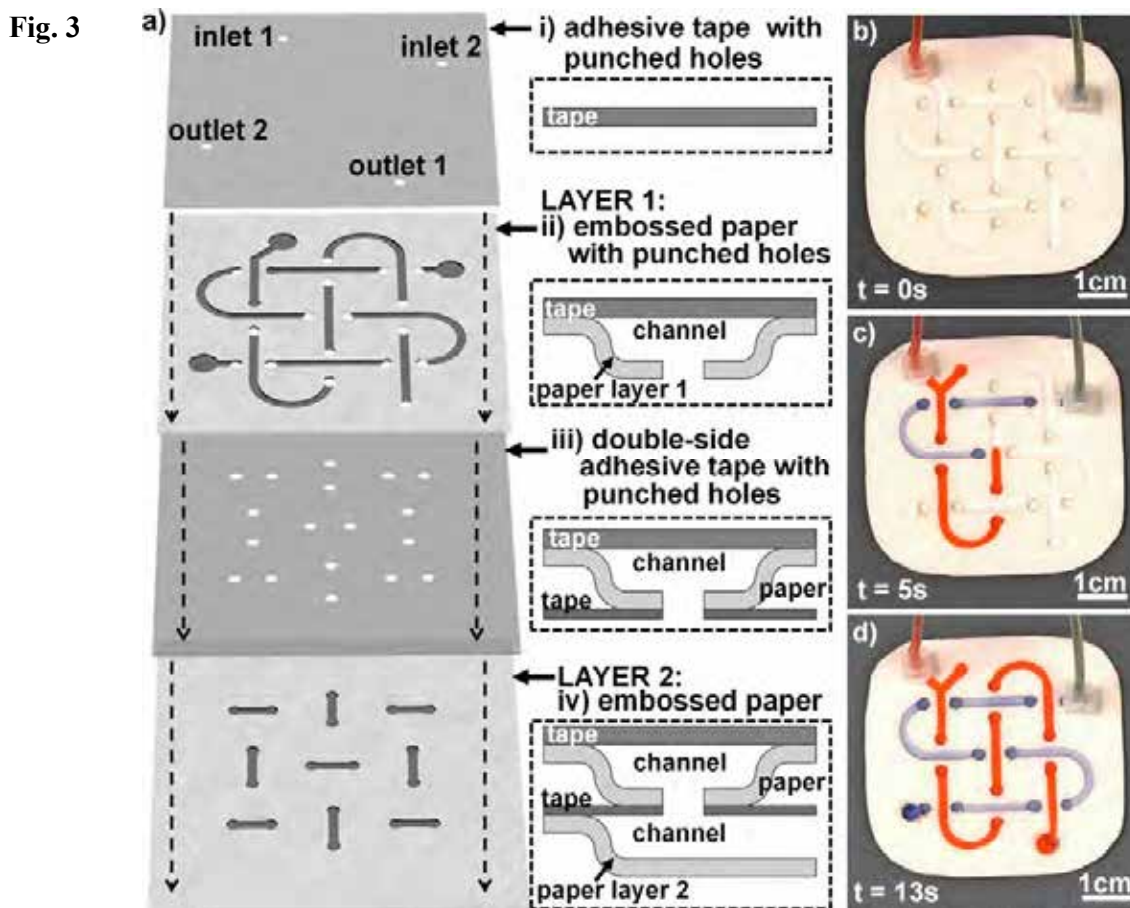 Fig. 3
a)
inlet 1
inlet 2
outlet 2
outlet 1
i) adhesive tape with
punched holes
tape
LAYER 1:
ii) embossed paper
with punched holes
tape
channel
paper layer 1
iii) double-side
adhesive tape with
punched holes
tape
channel
paper
tape
LAYER 2:
iv) embossed paper
tape
channel
paper
tape
channel
paper layer 2
b)
t = 0s
1cm
c)
t = 5s
1cm
d)
t = 13s
1cm